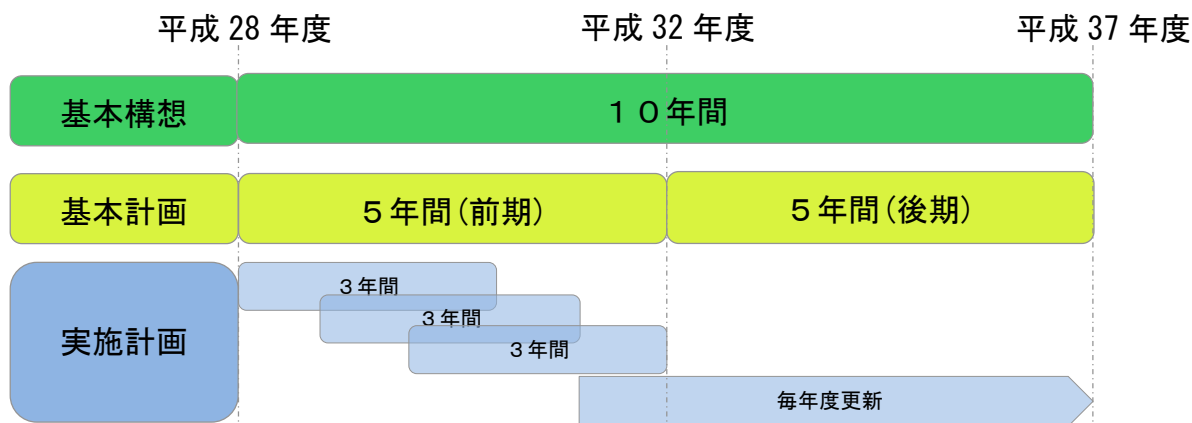 平成 28 年度 平成 32 年度 平成 37 年度
基本構想 １０年間
基本計画 ５年間(前期) ５年間(後期)
３年間
３年間
実施計画 ３年間
毎年度更新